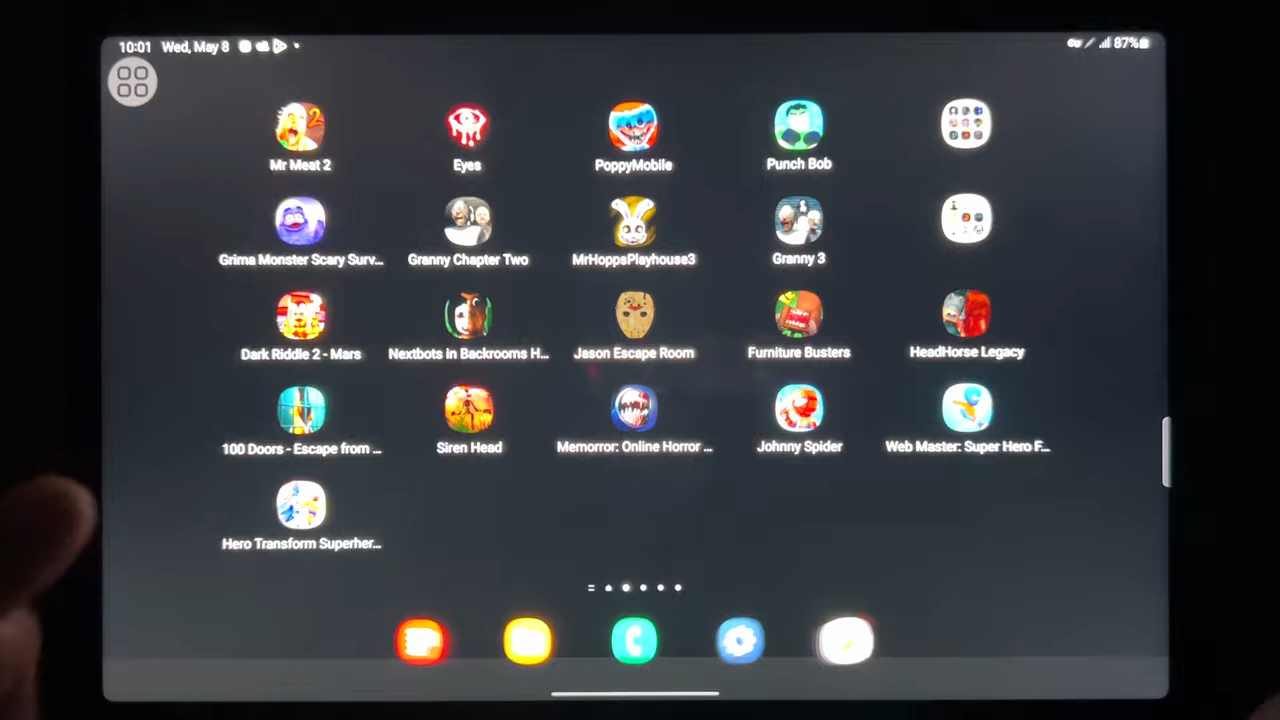 10:01 Wed, May 8
87%
Mr Meat 2
Eyes
PoppyMobile
Punch Bob
Grima Monster Scary Surv...
Granny Chapter Two
MrHoppsPlayhouse3
Granny 3
Dark Riddle 2 - Mars
Nextbots in Backrooms H...
Jason Escape Room
Furniture Busters
HeadHorse Legacy
100 Doors - Escape from ...
Siren Head
Memorror: Online Horror ...
Johnny Spider
Web Master: Super Hero F...
Hero Transform Superher...